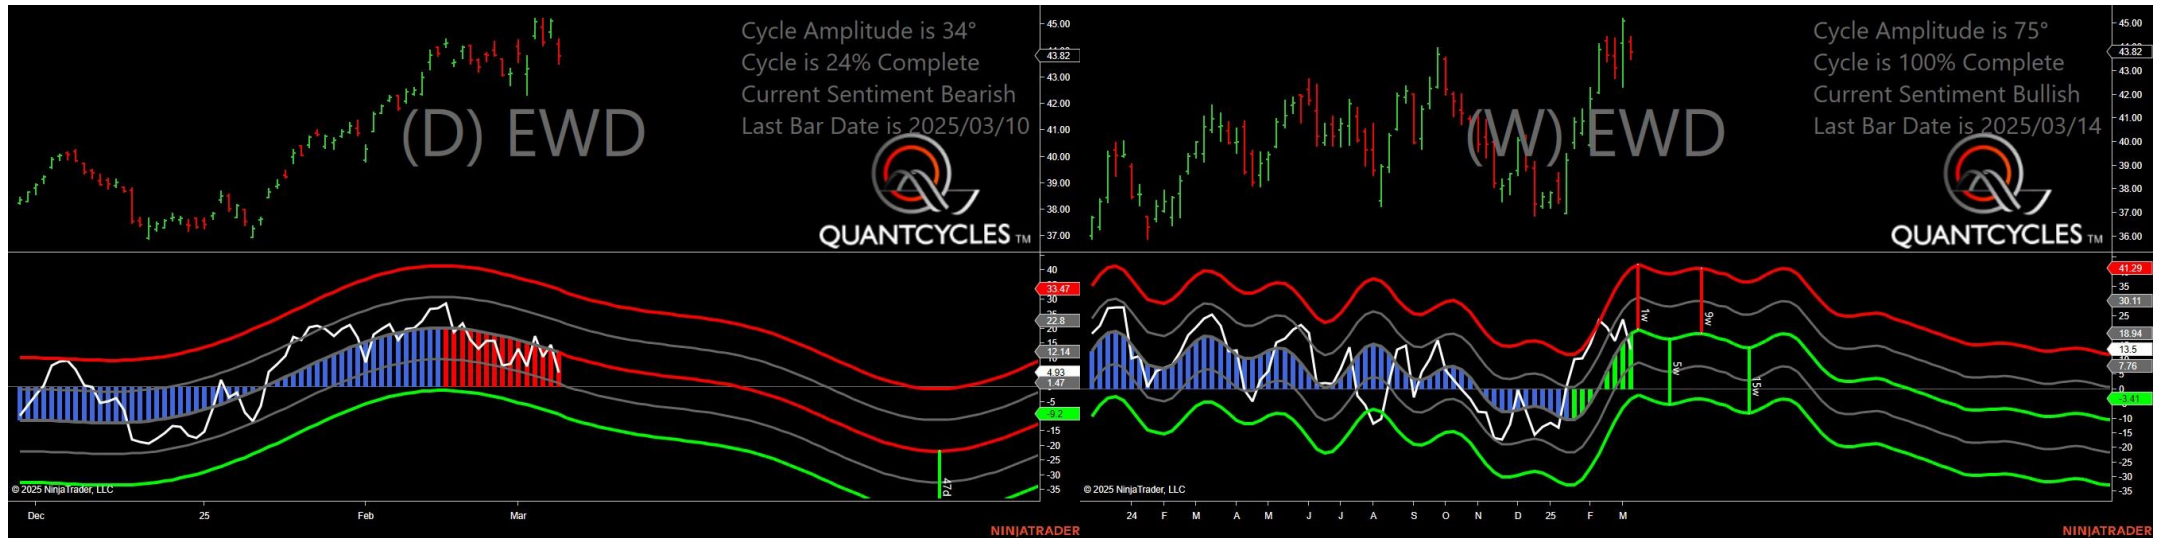 Cycle Amplitude is 34°
Cycle is 24% Complete
Current Sentiment Bearish
Last Bar Date is 2025/03/10
(D) EWD
QUANTCYCLES TM
45.00
43.82
43.00
42.00
41.00
40.00
39.00
38.00
37.00
40
33.47
30
22.8
12.14
4.93
1.47
-5
-9.2
-15
-20
-25
-30
-35
47d
© 2025 NinjaTrader, LLC
Dec 25 Feb Mar
NINJATRADER
Cycle Amplitude is 75°
Cycle is 100% Complete
Current Sentiment Bullish
Last Bar Date is 2025/03/14
(W) EWD
QUANTCYCLES TM
45.00
43.82
43.00
42.00
41.00
40.00
39.00
38.00
37.00
36.00
41.29
35
30.11
25
18.94
13.5
7.76
0
-3.41
-10
-15
-20
-25
-30
-35
1w
9w
5w
15w
© 2025 NinjaTrader, LLC
24 F M A M J J A S O N D 25 F M
NINJATRADER